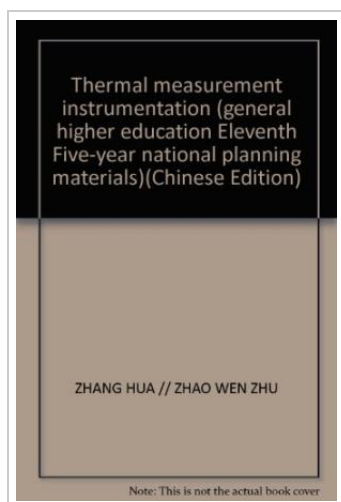 Thermal measurement
instrumentation (general
higher education Eleventh
Five-year national planning
materials)(Chinese Edition)
ZHANG HUA // ZHAO WEN ZHU
Note: This is not the actual book cover